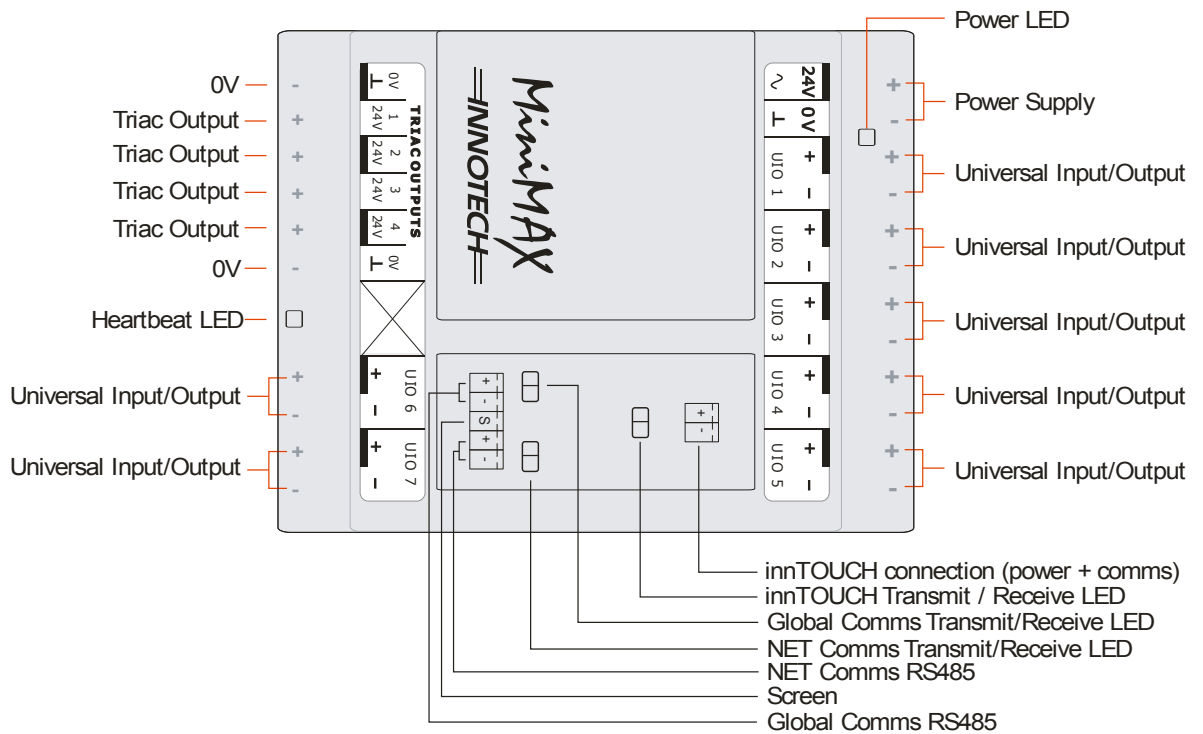 Power LED
0V
Triac Output
Triac Output
Triac Output
Triac Output
0V
Heartbeat LED
Universal Input/Output
Universal Input/Output
-
+
+
+
+
-
+
-
+
-
0V
1 24V
2 24V
3 24V
4 24V
0V
TRIAC OUTPUTS
+ - UIO 6
+ - UIO 7
MiniMAX
INNOTECH
+
-
S
+
-
+
-
24V
0V
UIO 1 + -
UIO 2 + -
UIO 3 + -
UIO 4 + -
UIO 5 + -
+
-
+
-
+
-
+
-
+
-
+
-
Power Supply
Universal Input/Output
Universal Input/Output
Universal Input/Output
Universal Input/Output
Universal Input/Output
innTOUCH connection (power + comms)
innTOUCH Transmit / Receive LED
Global Comms Transmit/Receive LED
NET Comms Transmit/Receive LED
NET Comms RS485
Screen
Global Comms RS485